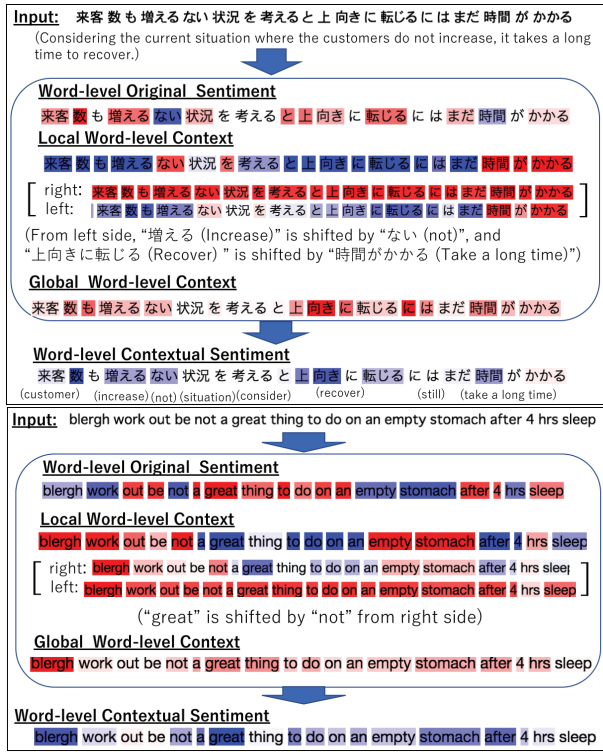 Input: 来客 数 も 増える ない 状況 を 考える と 上 向き に 転じる に は まだ 時間 が かかる
(Considering the current situation where the customers do not increase, it takes a long
time to recover.)
Word-level Original Sentiment
来客 数 も 増える ない 状況 を 考える と 上 向き に 転じる に は まだ 時間 が かかる
Local Word-level Context
来客 数 も 増える ない 状況 を 考える と 上 向き に 転じる に は まだ 時間 が かかる
right: 来客 数 も 増える ない 状況 を 考える と 上 向き に 転じる に は まだ 時間 が かかる
left: 来客 数 も 増える ない 状況 を 考える と 上 向き に 転じる に は まだ 時間 が かかる
(From left side, “増える (Increase)” is shifted by “ない (not)”, and
“上向きに転じる (Recover) ” is shifted by “時間がかかる (Take a long time)”)
Global Word-level Context
来客 数 も 増える ない 状況 を 考える と 上 向き に 転じる に は まだ 時間 が かかる
Word-level Contextual Sentiment
来客 数 も 増える ない 状況 を 考える と 上 向き に 転じる に は まだ 時間 が かかる
(customer) (increase) (not) (situation) (consider) (recover) (still) (take a long time)
Input: blergh work out be not a great thing to do on an empty stomach after 4 hrs sleep
Word-level Original Sentiment
blergh work out be not a great thing to do on an empty stomach after 4 hrs sleep
Local Word-level Context
blergh work out be not a great thing to do on an empty stomach after 4 hrs sleep
right: blergh work out be not a great thing to do on an empty stomach after 4 hrs sleep
left: blergh work out be not a great thing to do on an empty stomach after 4 hrs sleep
(“great” is shifted by “not” from right side)
Global Word-level Context
blergh work out be not a great thing to do on an empty stomach after 4 hrs sleep
Word-level Contextual Sentiment
blergh work out be not a great thing to do on an empty stomach after 4 hrs sleep